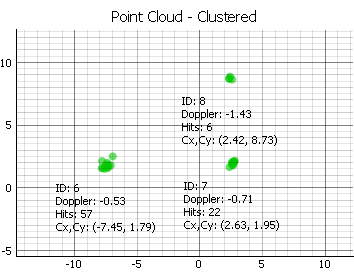 Point Cloud - Clustered
10
5
0
-5
-10
-5
0
5
10
ID: 8
Doppler: -1.43
Hits: 6
Cx,Cy: (2.42, 8.73)
ID: 6
Doppler: -0.53
Hits: 57
Cx,Cy: (-7.45, 1.79)
ID: 7
Doppler: -0.71
Hits: 22
Cx,Cy: (2.63, 1.95)